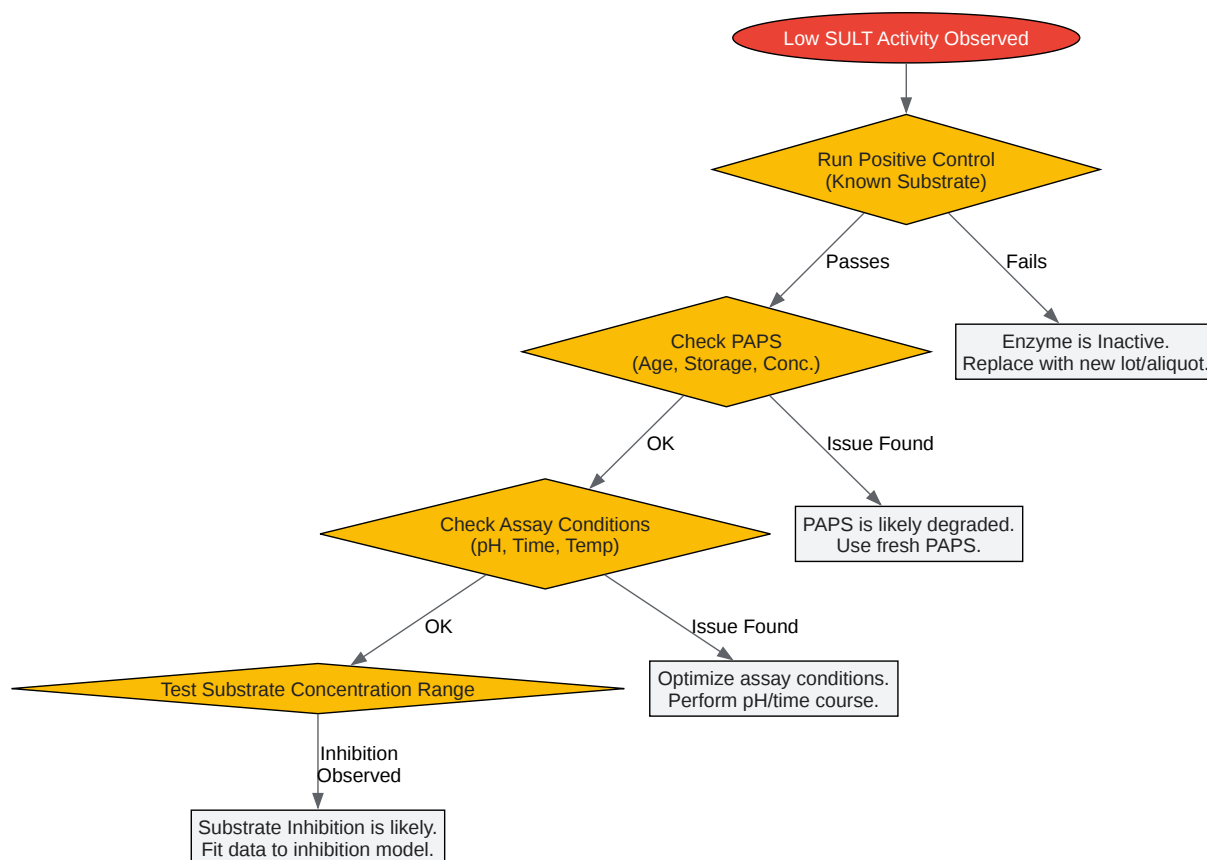 Low SULT Activity Observed
Run Positive Control
(Known Substrate)
Passes
Fails
Check PAPS
(Age, Storage, Conc.)
Enzyme is Inactive.
Replace with new lot/aliquot.
OK
Issue Found
Check Assay Conditions
(pH, Time, Temp)
PAPS is likely degraded.
Use fresh PAPS.
OK
Issue Found
Test Substrate Concentration Range
Optimize assay conditions.
Perform pH/time course.
Inhibition
Observed
Substrate Inhibition is likely.
Fit data to inhibition model.